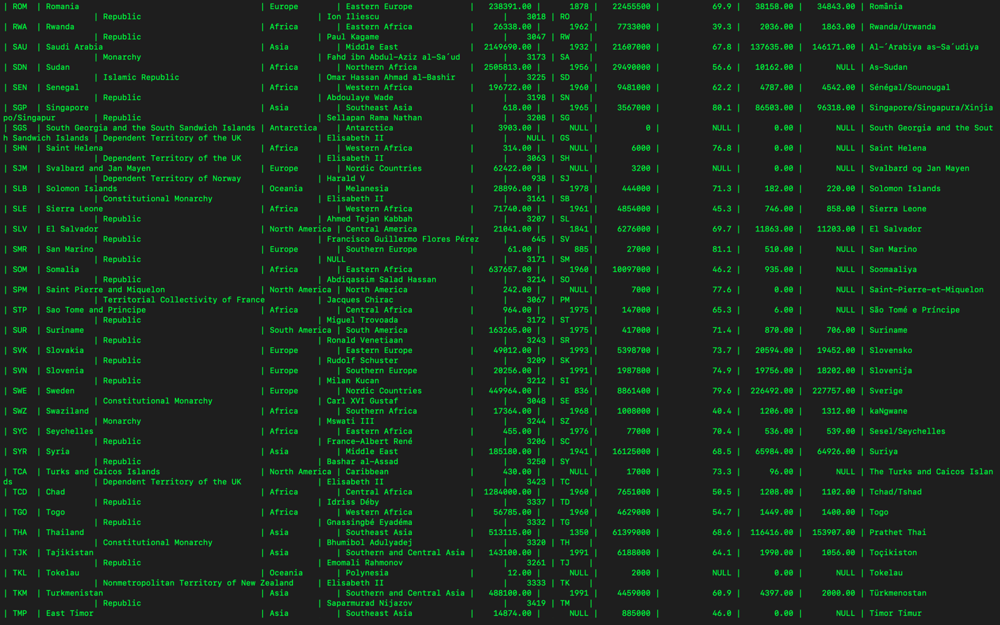 | ROM | Romania | Europe | Eastern Europe | 238391.00 | 1878 | 22455500 | 69.9 | 38158.00 | 34843.00 | România
| Republic | Ion Iliescu | 3018 | RO |
| RWA | Rwanda | Africa | Eastern Africa | 26338.00 | 1962 | 7733000 | 39.3 | 2036.00 | 1863.00 | Rwanda/Urwanda
| Republic | Paul Kagame | 3047 | RW |
| SAU | Saudi Arabia | Asia | Middle East | 2149690.00 | 1932 | 21607000 | 67.8 | 137635.00 | 146171.00 | Al-´Arabiya as-Sa´udiya
| Monarchy | Fahd ibn Abdul-Aziz al-Sa´ud | 3173 | SA |
| SDN | Sudan | Africa | Northern Africa | 2505813.00 | 1956 | 29490000 | 56.6 | 10162.00 | NULL | As-Sudan
| Islamic Republic | Omar Hassan Ahmad al-Bashir | 3225 | SD |
| SEN | Senegal | Africa | Western Africa | 196722.00 | 1960 | 9481000 | 62.2 | 4787.00 | 4542.00 | Sénégal/Sounougal
| Republic | Abdoulaye Wade | 3198 | SN |
| SGP | Singapore | Asia | Southeast Asia | 618.00 | 1965 | 3567000 | 80.1 | 86503.00 | 96318.00 | Singapore/Singapura/Xinjia
po/Singapur | Republic | Sellapan Rama Nathan | 3208 | SG |
| SGS | South Georgia and the South Sandwich Islands | Antarctica | Antarctica | 3903.00 | NULL | 0 | NULL | 0.00 | NULL | South Georgia and the Sout
h Sandwich Islands | Dependent Territory of the UK | Elisabeth II | NULL | GS |
| SHN | Saint Helena | Africa | Western Africa | 314.00 | NULL | 6000 | 76.8 | 0.00 | NULL | Saint Helena
| Dependent Territory of the UK | Elisabeth II | 3063 | SH |
| SJM | Svalbard and Jan Mayen | Europe | Nordic Countries | 62422.00 | NULL | 3200 | NULL | 0.00 | NULL | Svalbard og Jan Mayen
| Dependent Territory of Norway | Harald V | 938 | SJ |
| SLB | Solomon Islands | Oceania | Melanesia | 28896.00 | 1978 | 444000 | 71.3 | 182.00 | 220.00 | Solomon Islands
| Constitutional Monarchy | Elisabeth II | 3161 | SB |
| SLE | Sierra Leone | Africa | Western Africa | 71740.00 | 1961 | 4854000 | 45.3 | 746.00 | 858.00 | Sierra Leone
| Republic | Ahmed Tejan Kabbah | 3207 | SL |
| SLV | El Salvador | North America | Central America | 21041.00 | 1841 | 6276000 | 69.7 | 11863.00 | 11203.00 | El Salvador
| Republic | Francisco Guillermo Flores Pérez | 645 | SV |
| SMR | San Marino | Europe | Southern Europe | 61.00 | 885 | 27000 | 81.1 | 510.00 | NULL | San Marino
| Republic | NULL | 3171 | SM |
| SOM | Somalia | Africa | Eastern Africa | 637657.00 | 1960 | 10097000 | 46.2 | 935.00 | NULL | Soomaaliya
| Republic | Abdiqassim Salad Hassan | 3214 | SO |
| SPM | Saint Pierre and Miquelon | North America | North America | 242.00 | NULL | 7000 | 77.6 | 0.00 | NULL | Saint-Pierre-et-Miquelon
| Territorial Collectivity of France | Jacques Chirac | 3067 | PM |
| STP | Sao Tome and Principe | Africa | Central Africa | 964.00 | 1975 | 147000 | 65.3 | 6.00 | NULL | São Tomé e Príncipe
| Republic | Miguel Trovoada | 3172 | ST |
| SUR | Suriname | South America | South America | 163265.00 | 1975 | 417000 | 71.4 | 870.00 | 706.00 | Suriname
| Republic | Ronald Venetiaan | 3243 | SR |
| SVK | Slovakia | Europe | Eastern Europe | 49012.00 | 1993 | 5398700 | 73.7 | 20594.00 | 19452.00 | Slovensko
| Republic | Rudolf Schuster | 3209 | SK |
| SVN | Slovenia | Europe | Southern Europe | 20256.00 | 1991 | 1987800 | 74.9 | 19756.00 | 18202.00 | Slovenija
| Republic | Milan Kucan | 3212 | SI |
| SWE | Sweden | Europe | Nordic Countries | 449964.00 | 836 | 8861400 | 79.6 | 226492.00 | 227757.00 | Sverige
| Constitutional Monarchy | Carl XVI Gustaf | 3048 | SE |
| SWZ | Swaziland | Africa | Southern Africa | 17364.00 | 1968 | 1008000 | 40.4 | 1206.00 | 1312.00 | kaNgwane
| Monarchy | Mswati III | 3244 | SZ |
| SYC | Seychelles | Africa | Eastern Africa | 455.00 | 1976 | 77000 | 70.4 | 536.00 | 539.00 | Sesel/Seychelles
| Republic | France-Albert René | 3206 | SC |
| SYR | Syria | Asia | Middle East | 185180.00 | 1941 | 16125000 | 68.5 | 65984.00 | 64926.00 | Suriya
| Republic | Bashar al-Assad | 3250 | SY |
| TCA | Turks and Caicos Islands | North America | Caribbean | 430.00 | NULL | 17000 | 73.3 | 96.00 | NULL | The Turks and Caicos Islan
ds | Dependent Territory of the UK | Elisabeth II | 3423 | TC |
| TCD | Chad | Africa | Central Africa | 1284000.00 | 1960 | 7651000 | 50.5 | 1208.00 | 1102.00 | Tchad/Tshad
| Republic | Idriss Déby | 3337 | TD |
| TGO | Togo | Africa | Western Africa | 56785.00 | 1960 | 4629000 | 54.7 | 1449.00 | 1400.00 | Togo
| Republic | Gnassingbé Eyadéma | 3332 | TG |
| THA | Thailand | Asia | Southeast Asia | 513115.00 | 1350 | 61399000 | 68.6 | 116416.00 | 153907.00 | Prathet Thai
| Constitutional Monarchy | Bhumibol Adulyadej | 3320 | TH |
| TJK | Tajikistan | Asia | Southern and Central Asia | 143100.00 | 1991 | 6188000 | 64.1 | 1990.00 | 1056.00 | Toçikiston
| Republic | Emomali Rahmonov | 3261 | TJ |
| TKL | Tokelau | Oceania | Polynesia | 12.00 | NULL | 2000 | NULL | 0.00 | NULL | Tokelau
| Nonmetropolitan Territory of New Zealand | Elisabeth II | 3333 | TK |
| TKM | Turkmenistan | Asia | Southern and Central Asia | 488100.00 | 1991 | 4459000 | 60.9 | 4397.00 | 2000.00 | Türkmenostan
| Republic | Saparmurad Nijazov | 3419 | TM |
| TMP | East Timor | Asia | Southeast Asia | 14874.00 | NULL | 885000 | 46.0 | 0.00 | NULL | Timor Timur